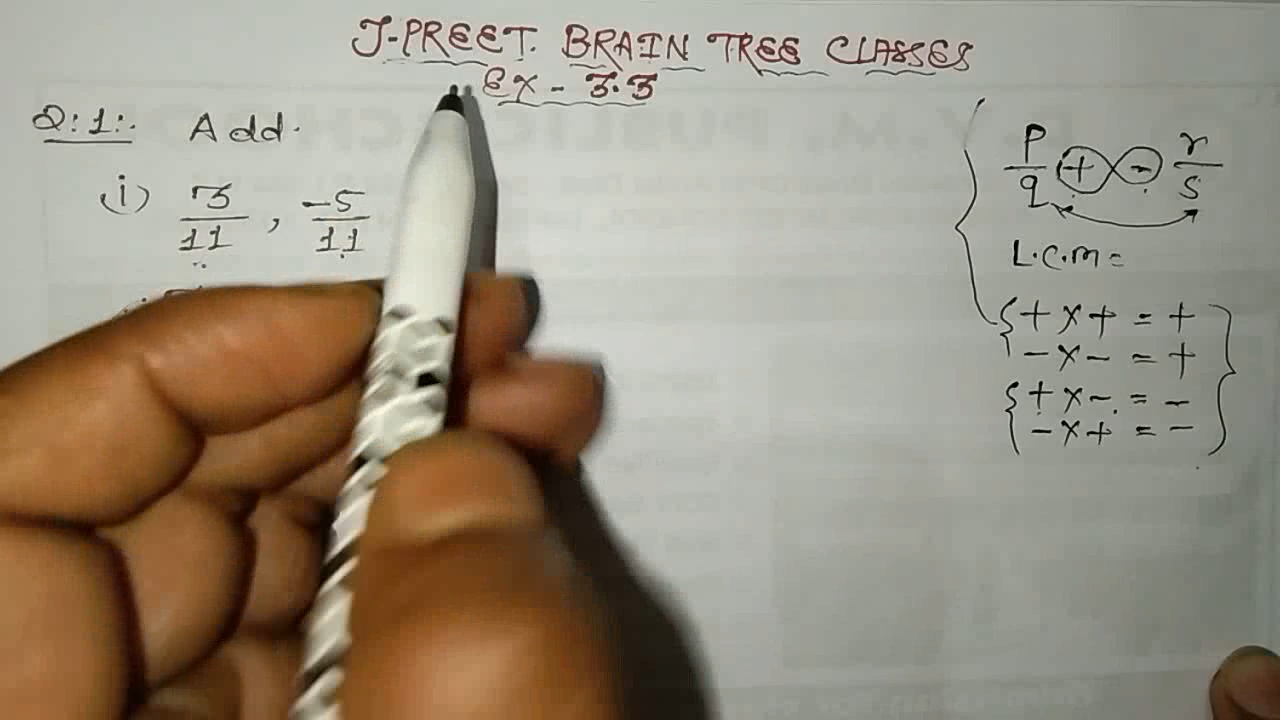 J-PREET. BRAIN TREE CLASSES
Ex - 3.3
Q:1:. Add.
(i) 3/11 , -5/11
p/q + - r/s
L.C.M =
+ x + = +
- x - = +
+ x - = -
- x + = -